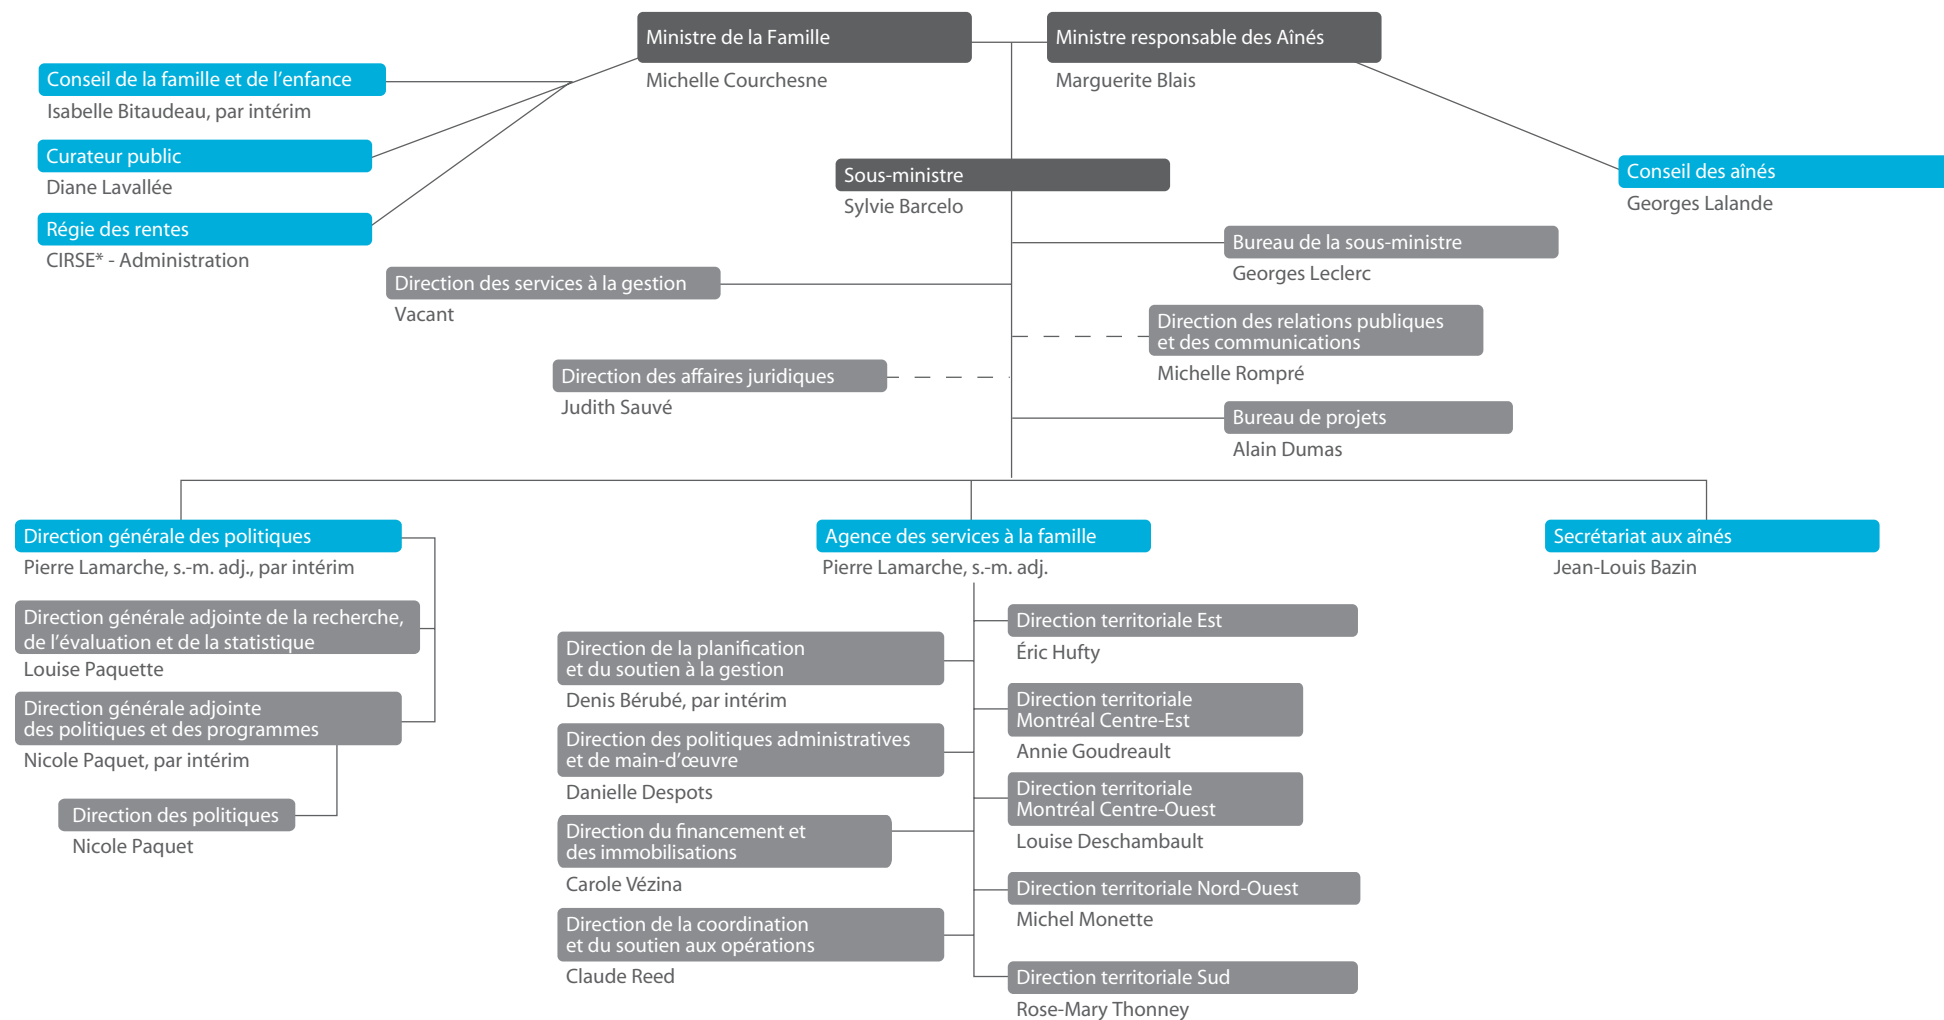 Ministre de la Famille
Michelle Courchesne
Ministre responsable des Aînés
Marguerite Blais
Conseil de la famille et de l'enfance
Isabelle Bitaudeau, par intérim
Curateur public
Diane Lavallée
Régie des rentes
CIRSE* - Administration
Sous-ministre
Sylvie Barcelo
Conseil des aînés
Georges Lalande
Bureau de la sous-ministre
Georges Leclerc
Direction des services à la gestion
Vacant
Direction des relations publiques
et des communications
Michelle Rompré
Direction des affaires juridiques
Judith Sauvé
Bureau de projets
Alain Dumas
Direction générale des politiques
Pierre Lamarche, s.-m. adj., par intérim
Direction générale adjointe de la recherche,
de l'évaluation et de la statistique
Louise Paquette
Direction générale adjointe
des politiques et des programmes
Nicole Paquet, par intérim
Direction des politiques
Nicole Paquet
Agence des services à la famille
Pierre Lamarche, s.-m. adj.
Direction de la planification
et du soutien à la gestion
Denis Bérubé, par intérim
Direction des politiques administratives
et de main-d'œuvre
Danielle Despots
Direction du financement et
des immobilisations
Carole Vézina
Direction de la coordination
et du soutien aux opérations
Claude Reed
Direction territoriale Est
Éric Hufty
Direction territoriale
Montréal Centre-Est
Annie Goudreault
Direction territoriale
Montréal Centre-Ouest
Louise Deschambault
Direction territoriale Nord-Ouest
Michel Monette
Direction territoriale Sud
Rose-Mary Thonney
Secrétariat aux aînés
Jean-Louis Bazin